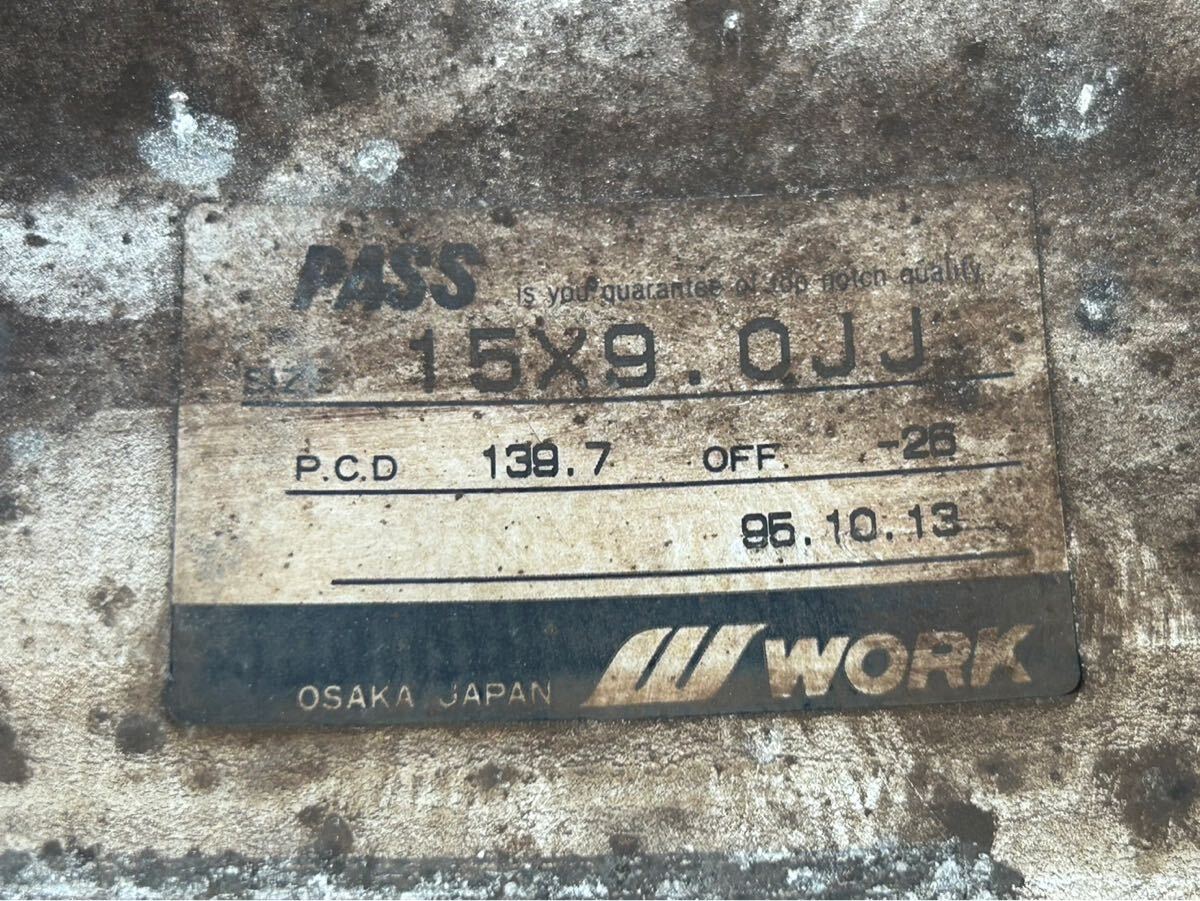 PASS is you guarantee of top notch quality
SIZE 15X9.0JJ
P.C.D 139.7 OFF. -26
95.10.13
OSAKA JAPAN WORK